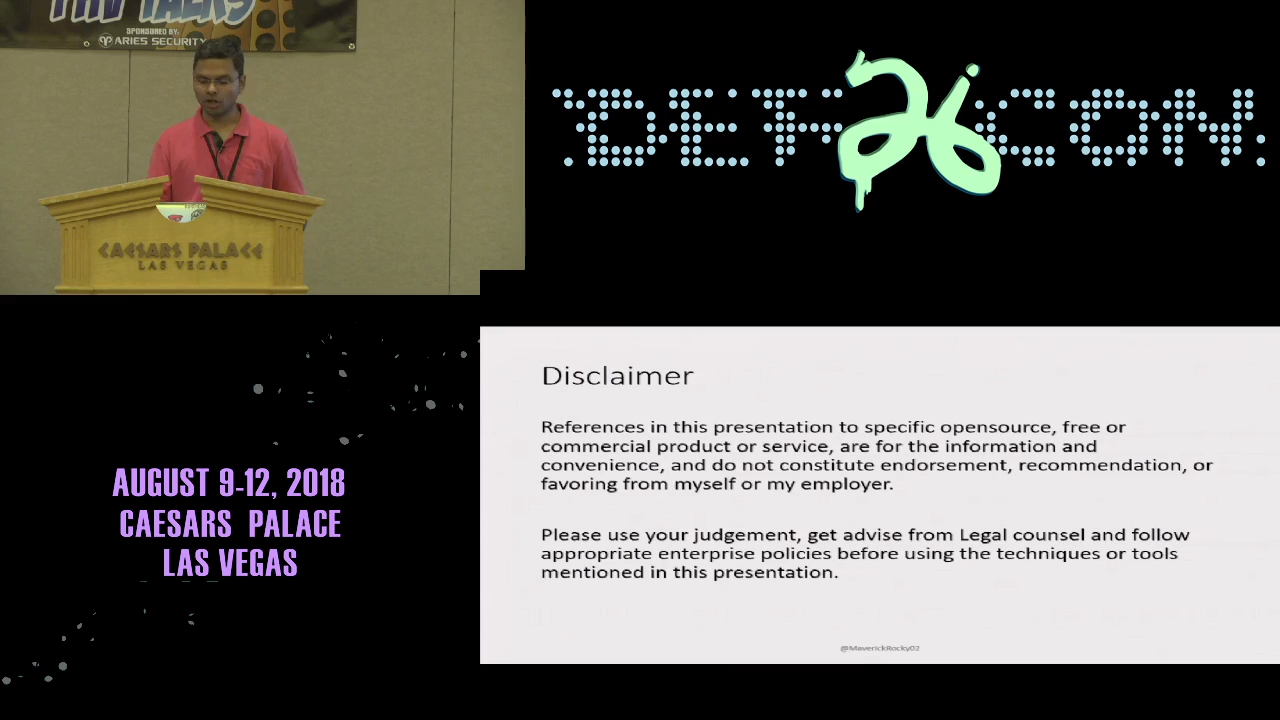 PHV TALKS
SPONSORED BY:
ARIES SECURITY
CAESARS PALACE
LAS VEGAS
DEF CON
26
AUGUST 9-12, 2018
CAESARS PALACE
LAS VEGAS
Disclaimer
References in this presentation to specific opensource, free or
commercial product or service, are for the information and
convenience, and do not constitute endorsement, recommendation, or
favoring from myself or my employer.
Please use your judgement, get advise from Legal counsel and follow
appropriate enterprise policies before using the techniques or tools
mentioned in this presentation.
@MaverickRocky02